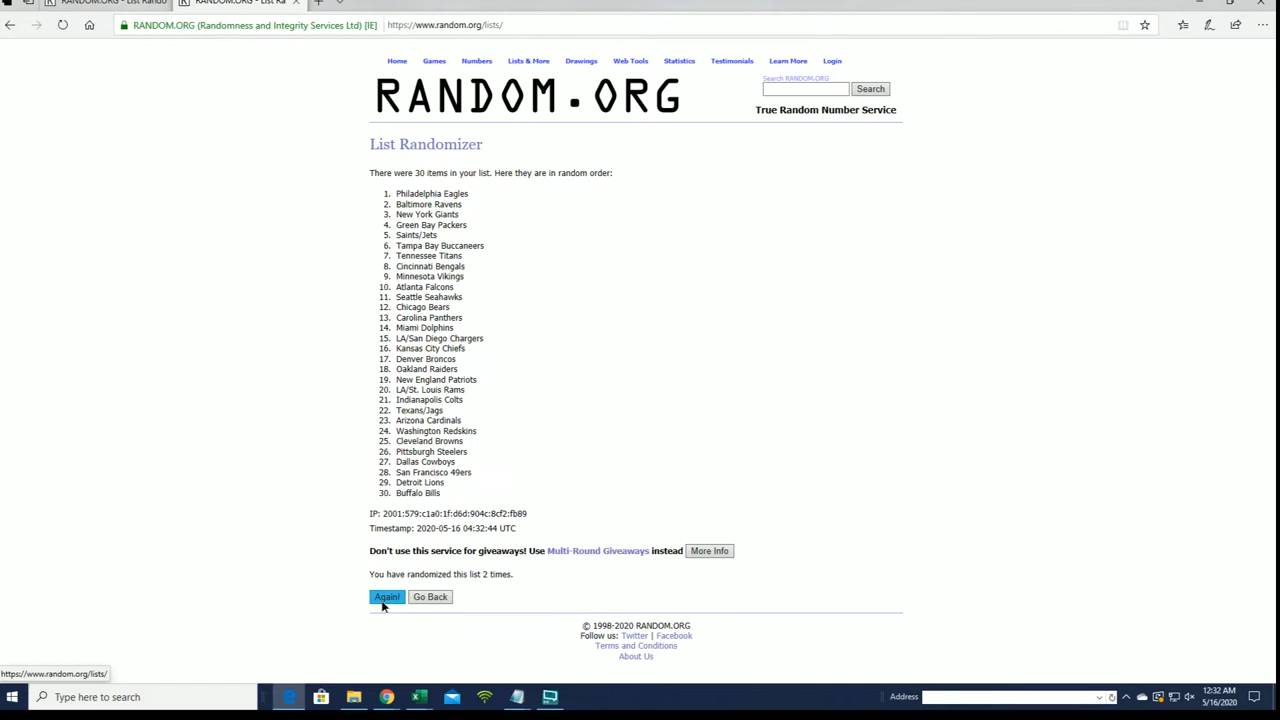 RANDOM.ORG - List Rando
RANDOM.ORG - List Ra
RANDOM.ORG (Randomness and Integrity Services Ltd) [IE]
https://www.random.org/lists/
Home Games Numbers Lists & More Drawings Web Tools Statistics Testimonials Learn More Login
RANDOM.ORG
Search RANDOM.ORG
Search
True Random Number Service
List Randomizer
There were 30 items in your list. Here they are in random order:
1. Philadelphia Eagles
2. Baltimore Ravens
3. New York Giants
4. Green Bay Packers
5. Saints/Jets
6. Tampa Bay Buccaneers
7. Tennessee Titans
8. Cincinnati Bengals
9. Minnesota Vikings
10. Atlanta Falcons
11. Seattle Seahawks
12. Chicago Bears
13. Carolina Panthers
14. Miami Dolphins
15. LA/San Diego Chargers
16. Kansas City Chiefs
17. Denver Broncos
18. Oakland Raiders
19. New England Patriots
20. LA/St. Louis Rams
21. Indianapolis Colts
22. Texans/Jags
23. Arizona Cardinals
24. Washington Redskins
25. Cleveland Browns
26. Pittsburgh Steelers
27. Dallas Cowboys
28. San Francisco 49ers
29. Detroit Lions
30. Buffalo Bills
IP: 2001:579:c1a0:1f:d6d:904c:8cf2:fb89
Timestamp: 2020-05-16 04:32:44 UTC
Don't use this service for giveaways! Use Multi-Round Giveaways instead More Info
You have randomized this list 2 times.
Again! Go Back
© 1998-2020 RANDOM.ORG
Follow us: Twitter | Facebook
Terms and Conditions
About Us
https://www.random.org/lists/
Type here to search
Address
12:32 AM
5/16/2020